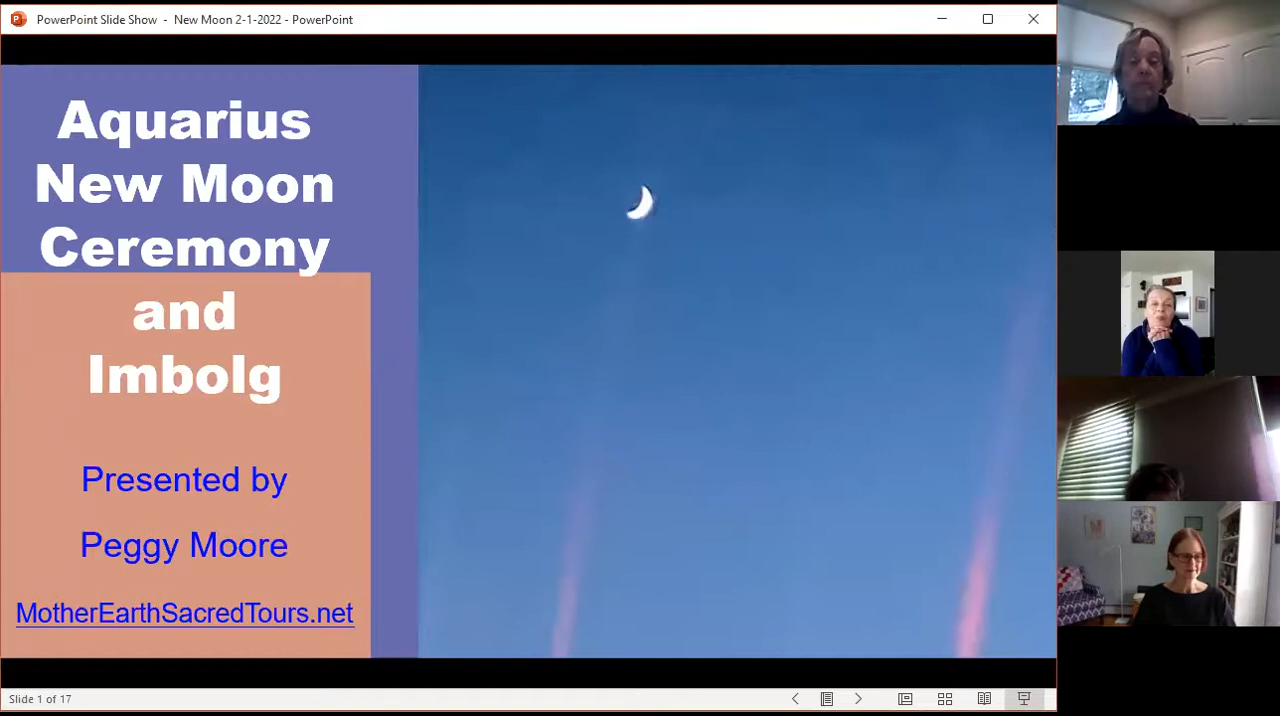 PowerPoint Slide Show - New Moon 2-1-2022 - PowerPoint
Aquarius
New Moon
Ceremony
and
Imbolg
Presented by
Peggy Moore
MotherEarthSacredTours.net
Slide 1 of 17